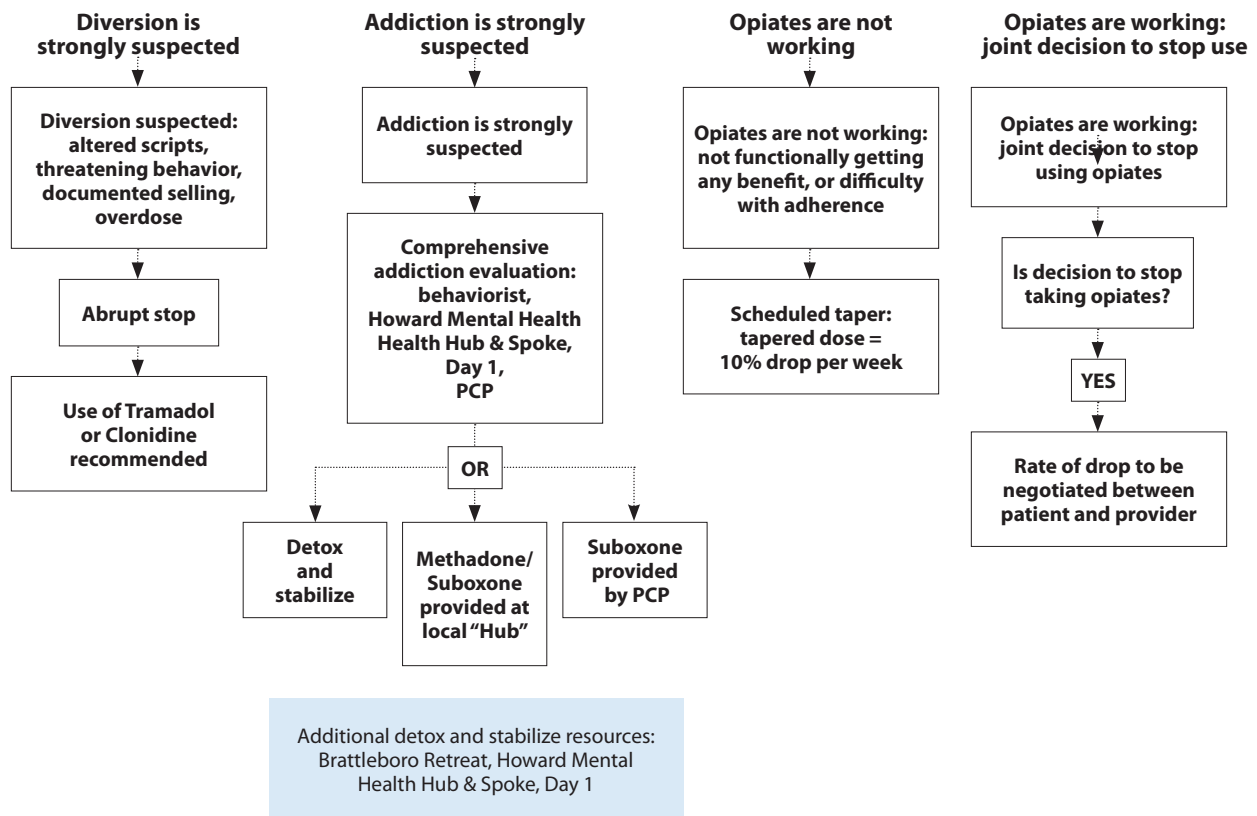 Diversion is
strongly suspected
Diversion suspected:
altered scripts,
threatening behavior,
documented selling,
overdose
Abrupt stop
Use of Tramadol
or Clonidine
recommended
Addiction is strongly
suspected
Addiction is strongly
suspected
Comprehensive
addiction evaluation:
behaviorist,
Howard Mental Health
Health Hub & Spoke,
Day 1,
PCP
OR
Detox
and
stabilize
Methadone/
Suboxone
provided at
local “Hub”
Suboxone
provided
by PCP
Opiates are not
working
Opiates are not working:
not functionally getting
any benefit, or difficulty
with adherence
Scheduled taper:
tapered dose =
10% drop per week
Opiates are working:
joint decision to stop use
Opiates are working:
joint decision to stop
using opiates
Is decision to stop
taking opiates?
YES
Rate of drop to be
negotiated between
patient and provider
Additional detox and stabilize resources:
Brattleboro Retreat, Howard Mental
Health Hub & Spoke, Day 1